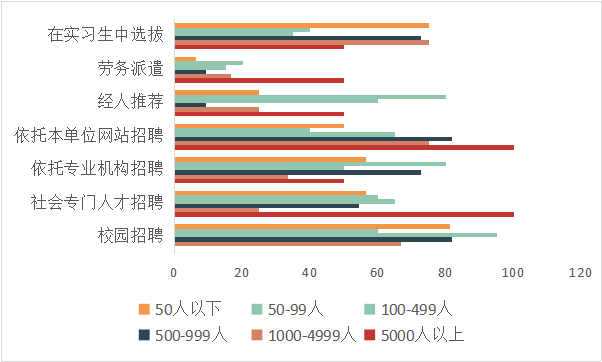 在实习生中选拔
劳务派遣
经人推荐
依托本单位网站招聘
依托专业机构招聘
社会专门人才招聘
校园招聘
0 20 40 60 80 100 120
50人以下 50-99人 100-499人
500-999人 1000-4999人 5000人以上